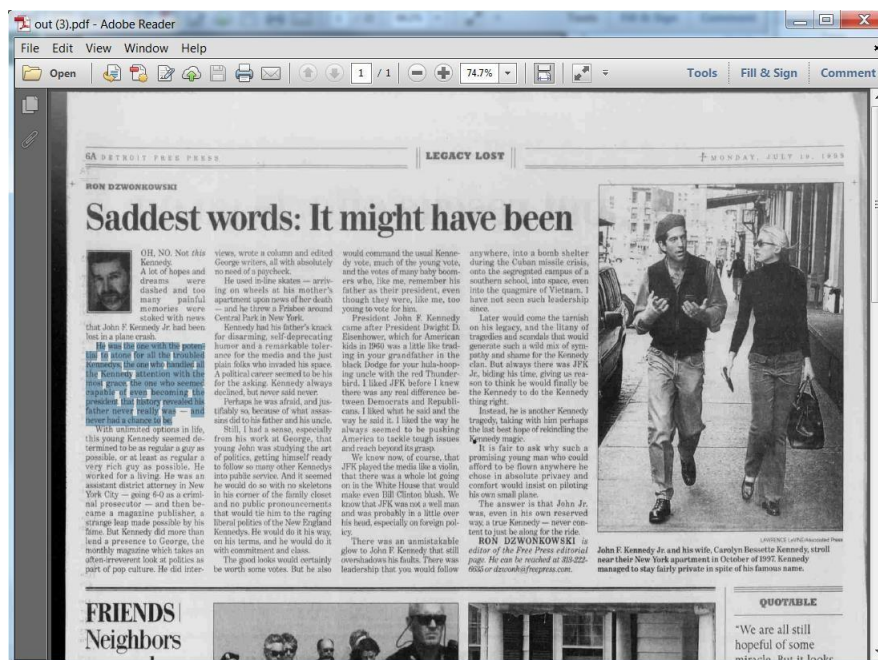 out (3).pdf - Adobe Reader
File Edit View Window Help
Open 1 / 1 74.7% Tools Fill & Sign Comment
6A DETROIT FREE PRESS
LEGACY LOST
MONDAY, JULY 19, 1999
RON DZWONKOWSKI
Saddest words: It might have been
OH, NO. Not this
Kennedy.
A lot of hopes and
dreams were
dashed and too
many painful
memories were
stoked with news
that John F. Kennedy Jr. had been
lost in a plane crash.
He was the one with the poten-
tial to atone for all the troubled
Kennedys, the one who handled all
the Kennedy attention with the
most grace, the one who seemed
capable of even becoming the
president that history revealed his
father never really was — and
never had a chance to be.
With unlimited options in life,
this young Kennedy seemed de-
termined to be as regular a guy as
possible, or at least as regular a
very rich guy as possible. He
worked for a living. He was an
assistant district attorney in New
York City — going 6-0 as a crimi-
nal prosecutor — and then be-
came a magazine publisher, a
strange leap made possible by his
fame. But Kennedy did more than
lend a presence to George, the
monthly magazine which takes an
often-irreverent look at politics as
part of pop culture. He did inter-
views, wrote a column and edited
George writers, all with absolutely
no need of a paycheck.
He used in-line skates — arriv-
ing on wheels at his mother's
apartment upon news of her death
— and he threw a Frisbee around
Central Park in New York.
Kennedy had his father's knack
for disarming, self-deprecating
humor and a remarkable toler-
ance for the media and the just
plain folks who invaded his space.
A political career seemed to be his
for the asking. Kennedy always
declined, but never said never.
Perhaps he was afraid, and jus-
tifiably so, because of what assas-
sins did to his father and his uncle.
Still, I had a sense, especially
from his work at George, that
young John was studying the art
of politics, getting himself ready
to follow so many other Kennedys
into public service. And it seemed
he would do so with no skeletons
in his corner of the family closet
and no public pronouncements
that would tie him to the raging
liberal politics of the New England
Kennedys. He would do it his way,
on his terms, and he would do it
with commitment and class.
The good looks would certainly
be worth some votes. But he also
would command the usual Kenne-
dy vote, much of the young vote,
and the votes of many baby boom-
ers who, like me, remember his
father as their president, even
though they were, like me, too
young to vote for him.
President John F. Kennedy
came after President Dwight D.
Eisenhower, which for American
kids in 1960 was a little like trad-
ing in your grandfather in the
black Dodge for your hula-hoop-
ing uncle with the red Thunder-
bird. I liked JFK before I knew
there was any real difference be-
tween Democrats and Republi-
cans. I liked what he said and the
way he said it. I liked the way he
always seemed to be pushing
America to tackle tough issues
and reach beyond its grasp.
We know now, of course, that
JFK played the media like a violin,
that there was a whole lot going
on in the White House that would
make even Bill Clinton blush. We
know that JFK was not a well man
and was probably in a little over
his head, especially on foreign pol-
icy.
There was an unmistakable
glow to John F. Kennedy that still
overshadows his faults. There was
leadership that you would follow
anywhere, into a bomb shelter
during the Cuban missile crisis,
onto the segregated campus of a
southern school, into space, even
into the quagmire of Vietnam. I
have not seen such leadership
since.
Later would come the tarnish
on his legacy, and the litany of
tragedies and scandals that would
generate such a wild mix of sym-
pathy and shame for the Kennedy
clan. But always there was JFK
Jr., biding his time, giving us rea-
son to think he would finally be
the Kennedy to do the Kennedy
thing right.
Instead, he is another Kennedy
tragedy, taking with him perhaps
the last best hope of rekindling the
Kennedy magic.
It is fair to ask why such a
promising young man who could
afford to be flown anywhere he
chose in absolute privacy and
comfort would insist on piloting
his own small plane.
The answer is that John Jr.
was, even in his own reserved
way, a true Kennedy — never con-
tent to just be along for the ride.
RON DZWONKOWSKI is
editor of the Free Press editorial
page. He can be reached at 313-222-
6635 or dzwonk@freepress.com.
Associated Press
John F. Kennedy Jr. and his wife, Carolyn Bessette Kennedy, stroll
near their New York apartment in October of 1997. Kennedy
managed to stay fairly private in spite of his famous name.
FRIENDS
Neighbors
QUOTABLE
"We are all still
hopeful of some
miracle. But it looks